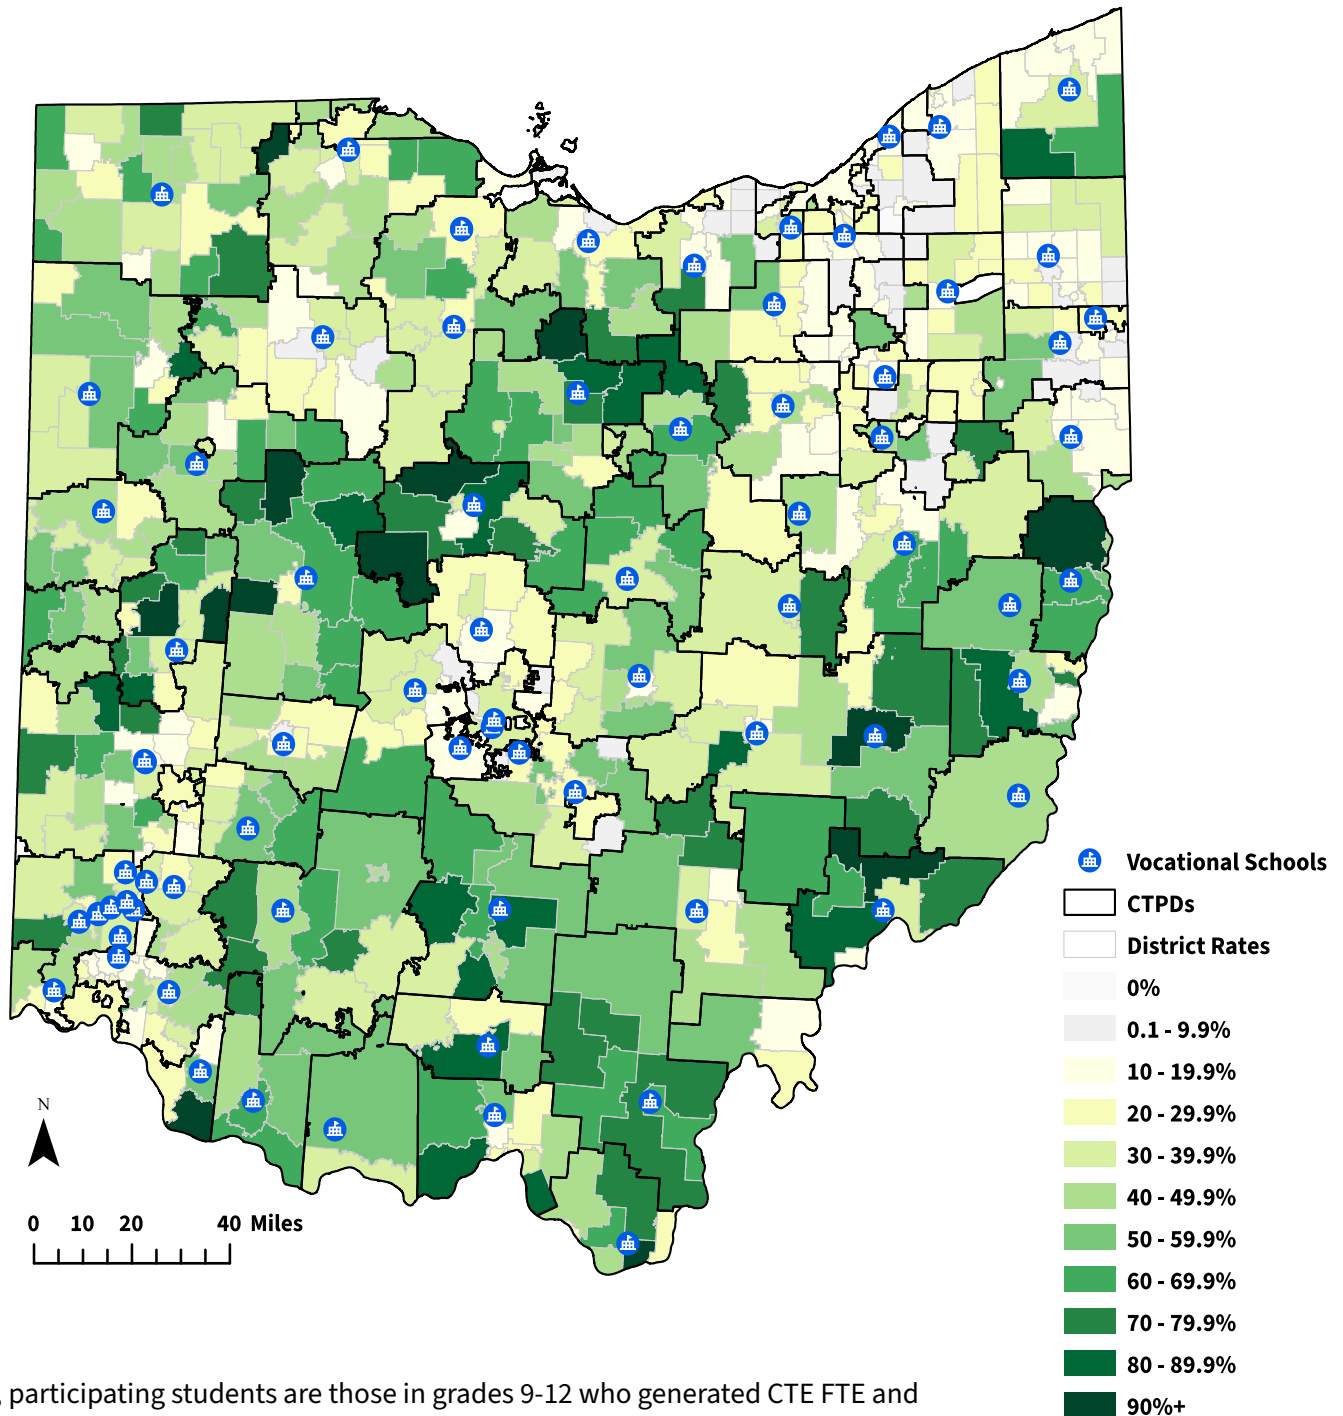 Vocational Schools
CTPDs
District Rates
0%
0.1 - 9.9%
10 - 19.9%
20 - 29.9%
30 - 39.9%
40 - 49.9%
50 - 59.9%
60 - 69.9%
70 - 79.9%
80 - 89.9%
90%+
N
0 10 20 40 Miles
, participating students are those in grades 9-12 who generated CTE FTE and